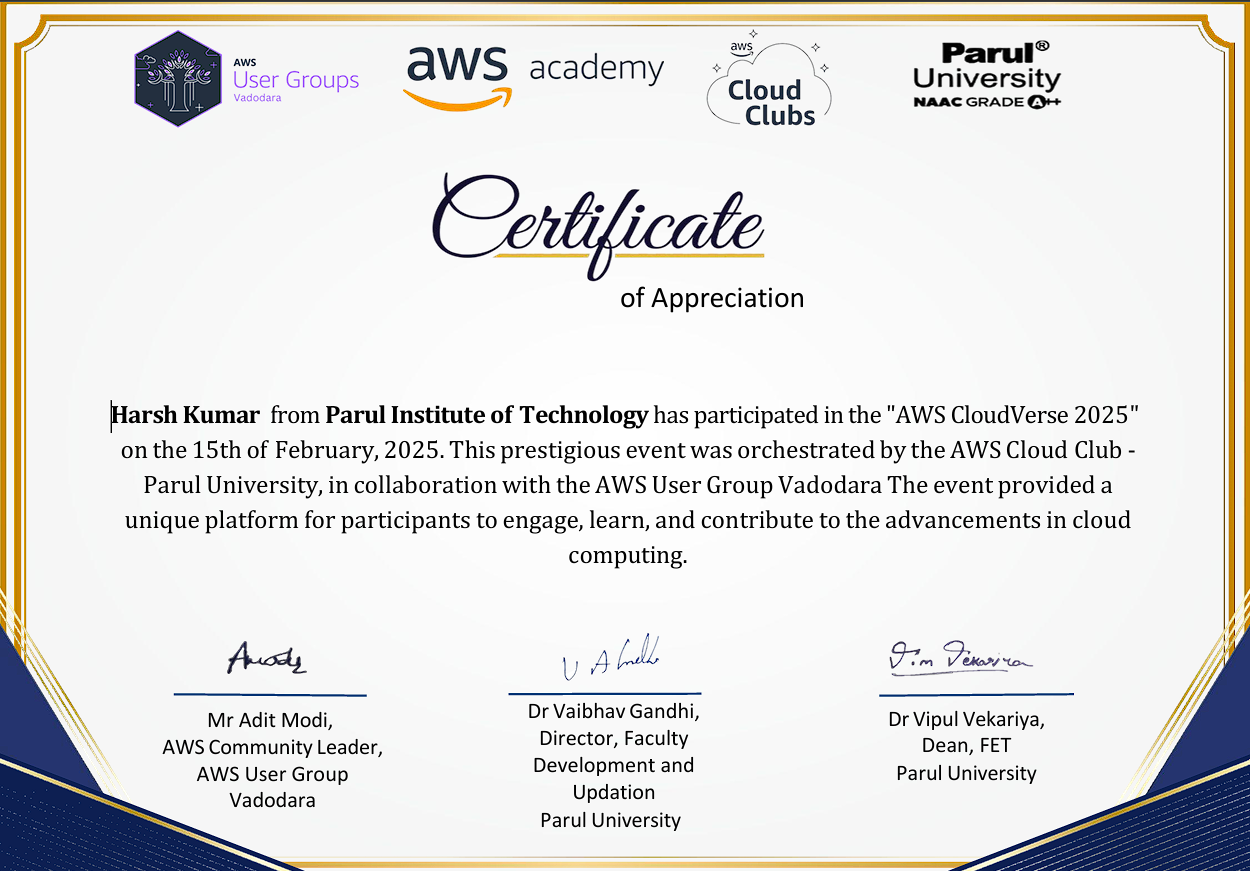 AWS
User Groups
Vadodara
aws academy
aws
Cloud
Clubs
Parul®
University
NAAC GRADE A++
Certificate
of Appreciation
Harsh Kumar from Parul Institute of Technology has participated in the "AWS CloudVerse 2025"
on the 15th of February, 2025. This prestigious event was orchestrated by the AWS Cloud Club -
Parul University, in collaboration with the AWS User Group Vadodara The event provided a
unique platform for participants to engage, learn, and contribute to the advancements in cloud
computing.
Mr Adit Modi,
AWS Community Leader,
AWS User Group
Vadodara
Dr Vaibhav Gandhi,
Director, Faculty
Development and
Updation
Parul University
Dr Vipul Vekariya,
Dean, FET
Parul University